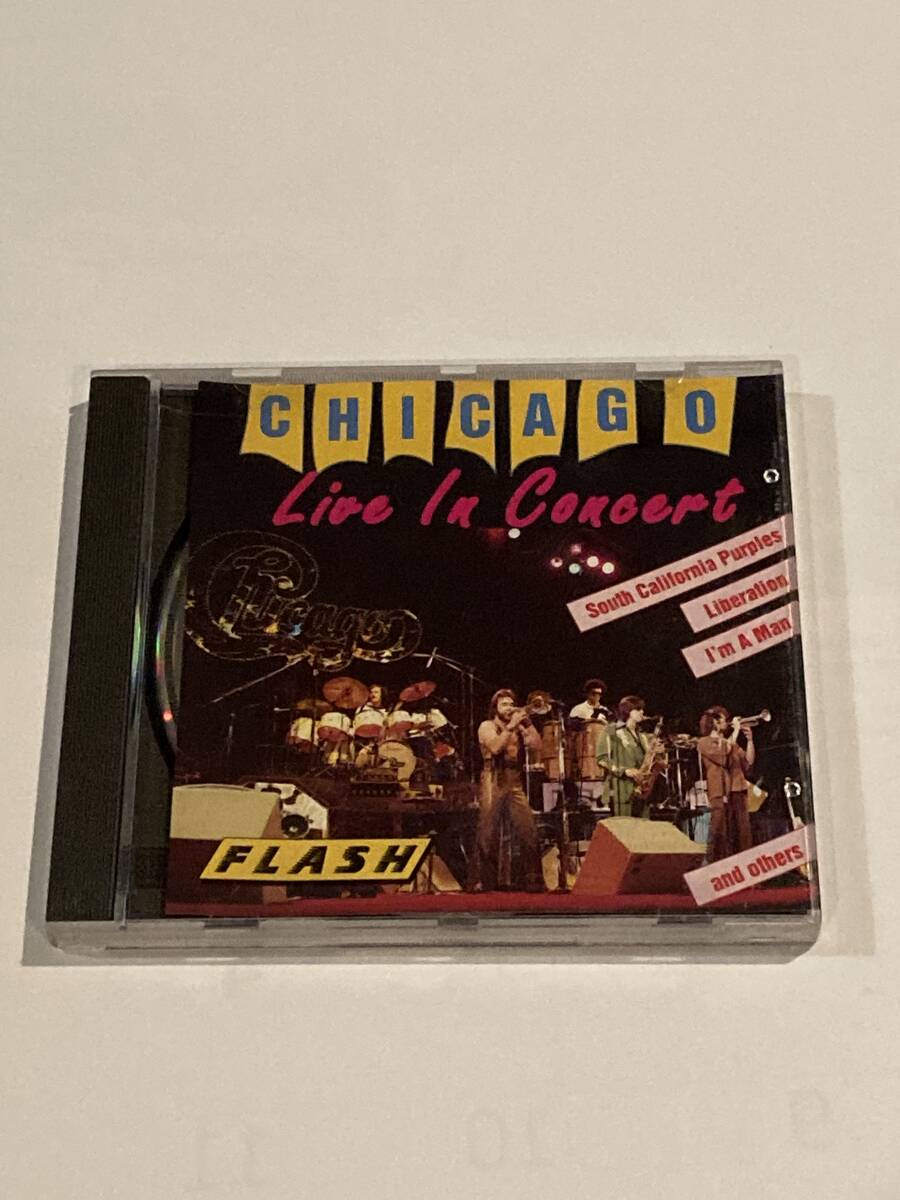 CHICAGO
Live In Concert
Chicago
South California Purples
Liberation
I'm A Man
FLASH
and others